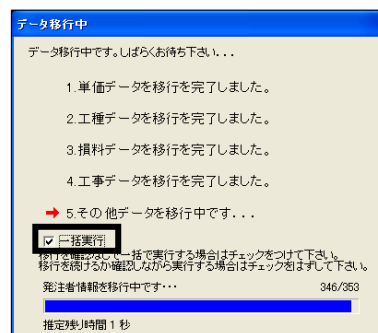 データ移行中
データ移行中です。しばらくお待ち下さい...
1.単価データを移行を完了しました。
2.工種データを移行を完了しました。
3.損料データを移行を完了しました。
4.工事データを移行を完了しました。
5.その他データを移行中です...
一括実行
移行を確認なしで一括で実行する場合はチェックをつけて下さい。
移行を続けるか確認しながら実行する場合はチェックをはずして下さい。
発注者情報を移行中です・・・ 346/353
推定残り時間 1 秒